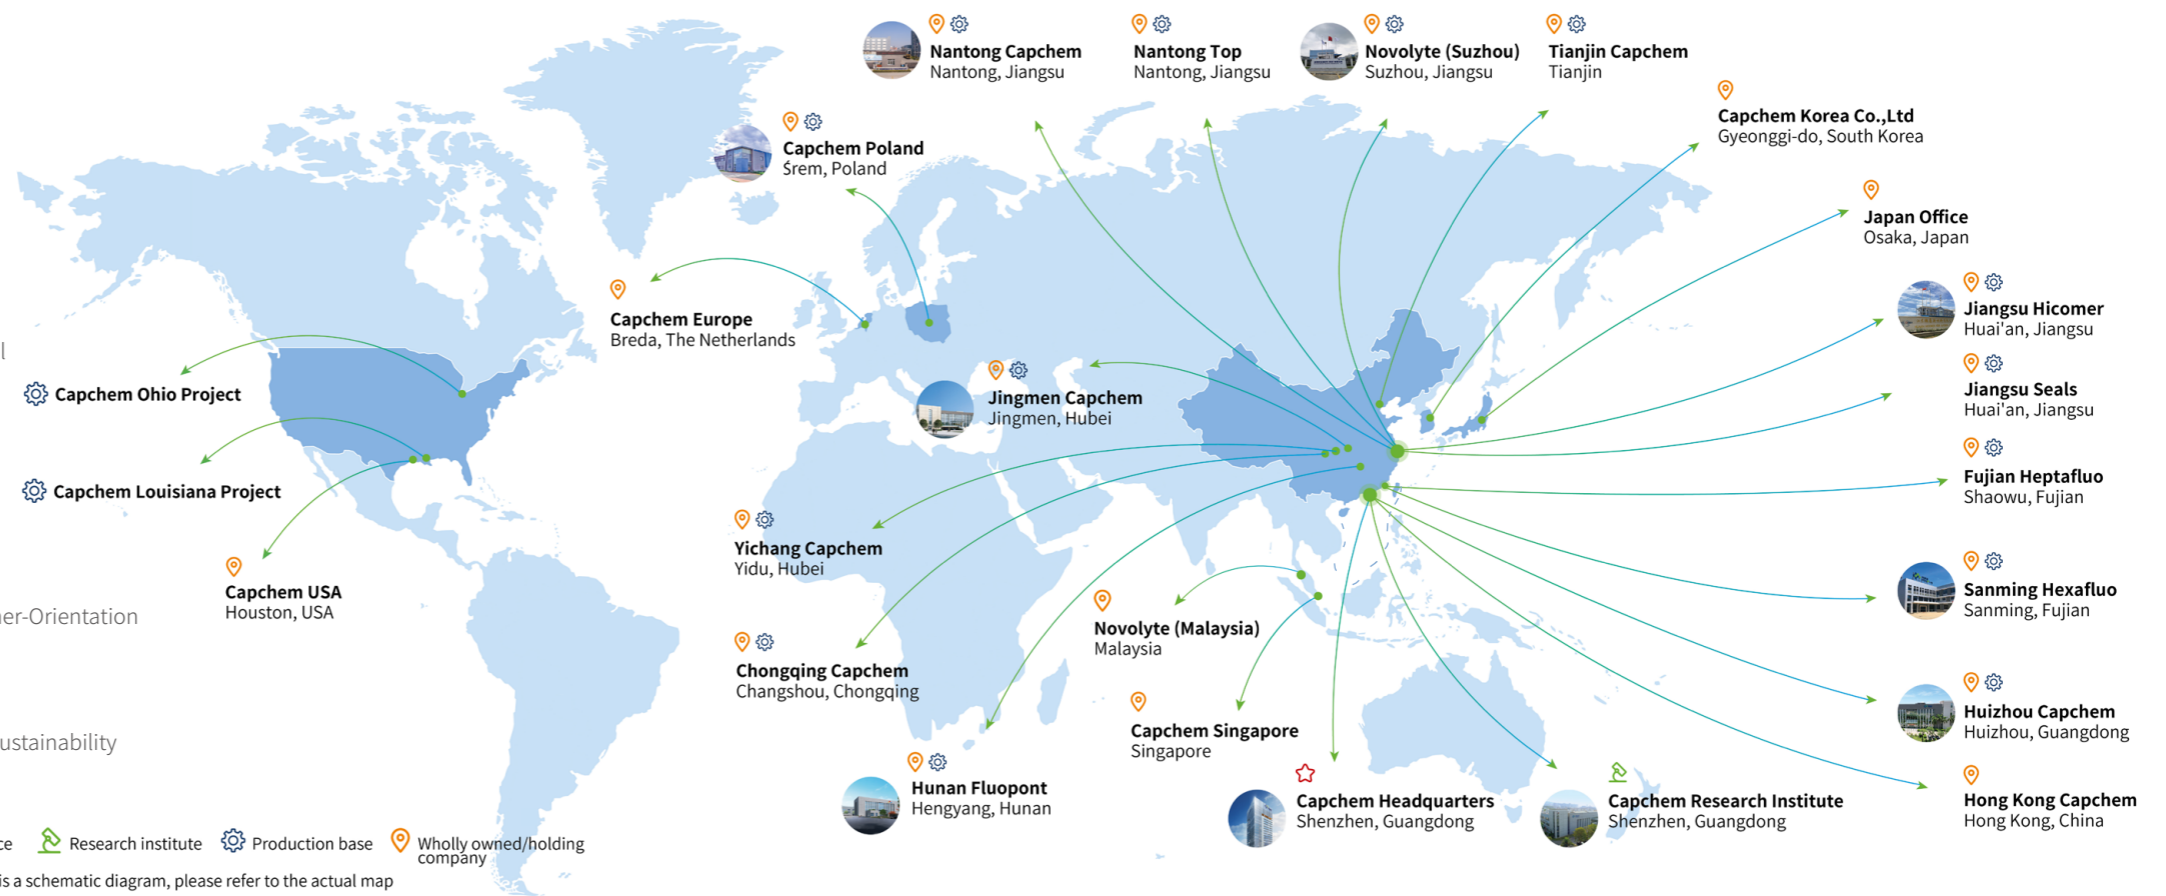 Nantong Capchem
Nantong, Jiangsu
Nantong Top
Nantong, Jiangsu
Novolyte (Suzhou)
Suzhou, Jiangsu
Tianjin Capchem
Tianjin
Capchem Korea Co.,Ltd
Gyeonggi-do, South Korea
Capchem Poland
Śrem, Poland
Japan Office
Osaka, Japan
Capchem Europe
Breda, The Netherlands
Jiangsu Hicomer
Huai'an, Jiangsu
Capchem Ohio Project
Jingmen Capchem
Jingmen, Hubei
Jiangsu Seals
Huai'an, Jiangsu
Capchem Louisiana Project
Fujian Heptafluo
Shaowu, Fujian
Yichang Capchem
Yidu, Hubei
Capchem USA
Houston, USA
Sanming Hexafluo
Sanming, Fujian
er-Orientation
Novolyte (Malaysia)
Malaysia
Chongqing Capchem
Changshou, Chongqing
Capchem Singapore
Singapore
Huizhou Capchem
Huizhou, Guangdong
ustainability
Hunan Fluopont
Hengyang, Hunan
Capchem Headquarters
Shenzhen, Guangdong
Capchem Research Institute
Shenzhen, Guangdong
Hong Kong Capchem
Hong Kong, China
ce
Research institute
Production base
Wholly owned/holding
company
is a schematic diagram, please refer to the actual map